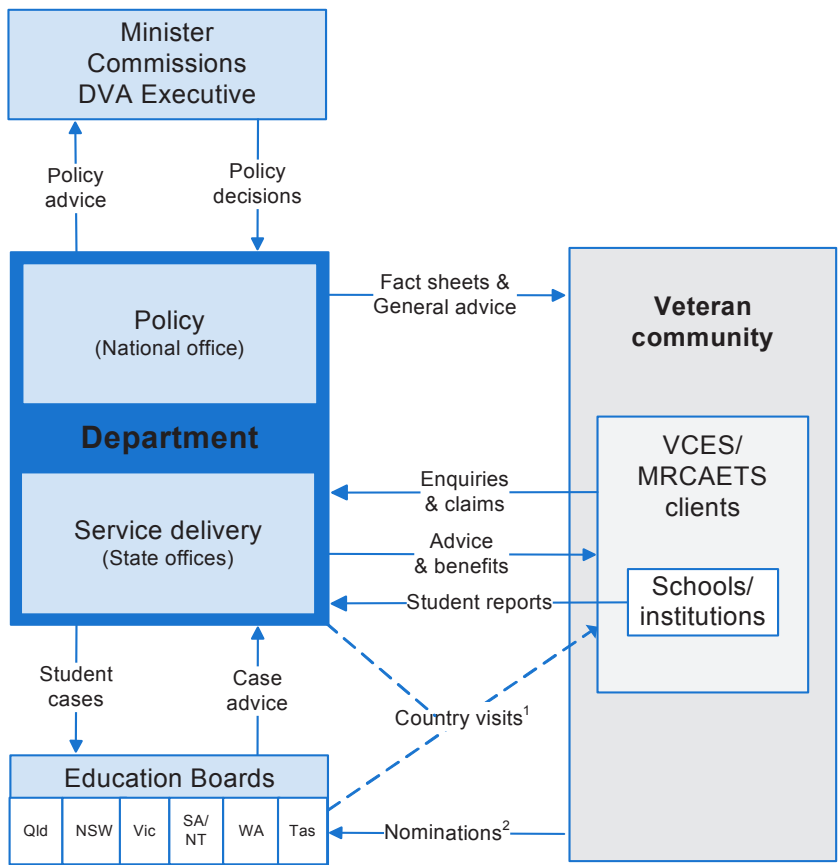 Minister
Commissions
DVA Executive
Policy
advice
Policy
decisions
Policy
(National office)
Department
Service delivery
(State offices)
Fact sheets &
General advice
Veteran
community
VCES/
MRCAETS
clients
Enquiries
& claims
Advice
& benefits
Student reports
Schools/
institutions
Student
cases
Case
advice
Country visits¹
Education Boards
Qld
NSW
Vic
SA/
NT
WA
Tas
Nominations²